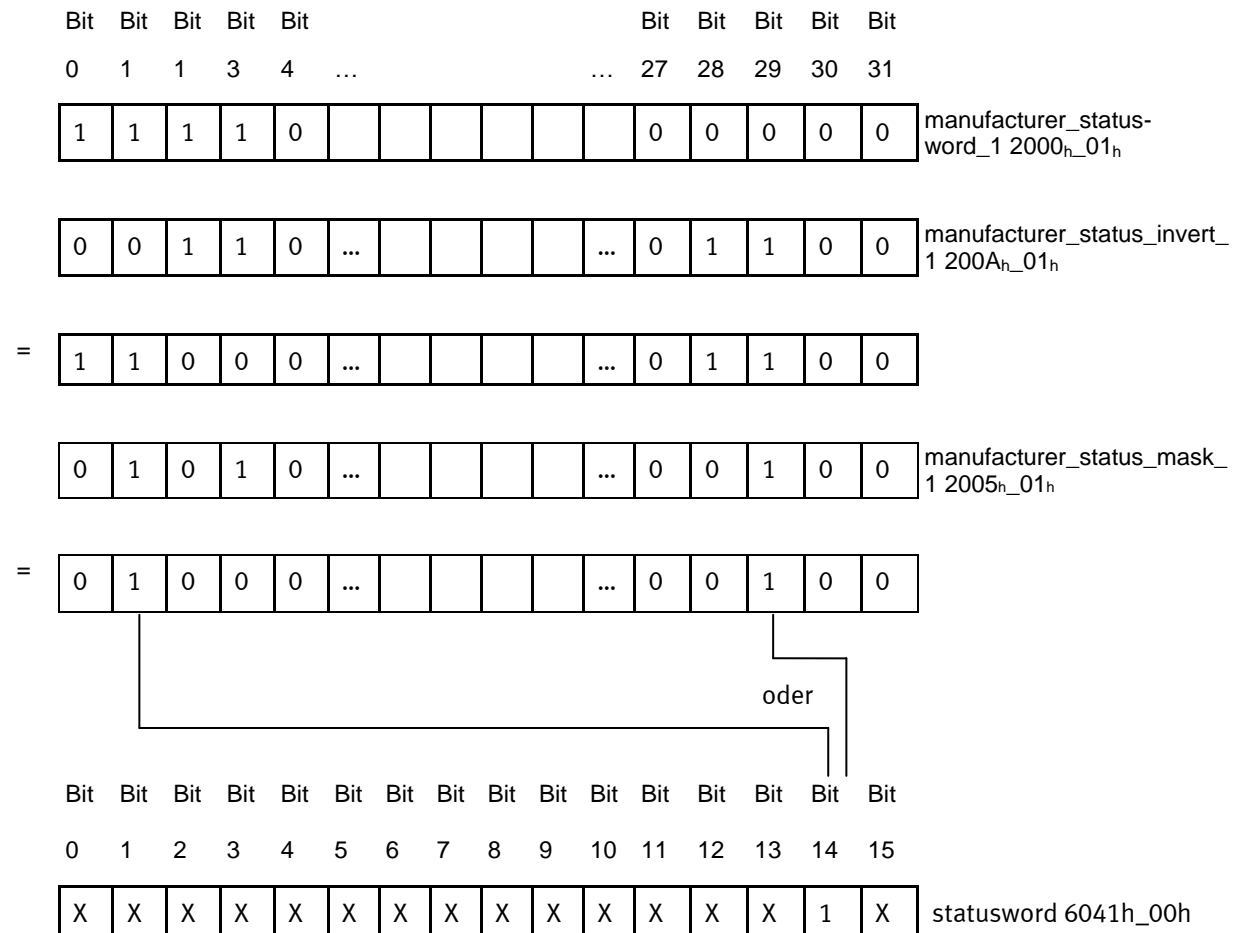 Bit Bit Bit Bit Bit Bit Bit Bit Bit Bit
0 1 1 3 4 … … 27 28 29 30 31
1 1 1 1 0 0 0 0 0 0 manufacturer_status-
word_1 2000h_01h
0 0 1 1 0 ... ... 0 1 1 0 0 manufacturer_status_invert_
1 200Ah_01h
= 1 1 0 0 0 ... ... 0 1 1 0 0
0 1 0 1 0 ... ... 0 0 1 0 0 manufacturer_status_mask_
1 2005h_01h
= 0 1 0 0 0 ... ... 0 0 1 0 0
oder
Bit Bit Bit Bit Bit Bit Bit Bit Bit Bit Bit Bit Bit Bit Bit Bit
0 1 2 3 4 5 6 7 8 9 10 11 12 13 14 15
X X X X X X X X X X X X X X 1 X statusword 6041h_00h